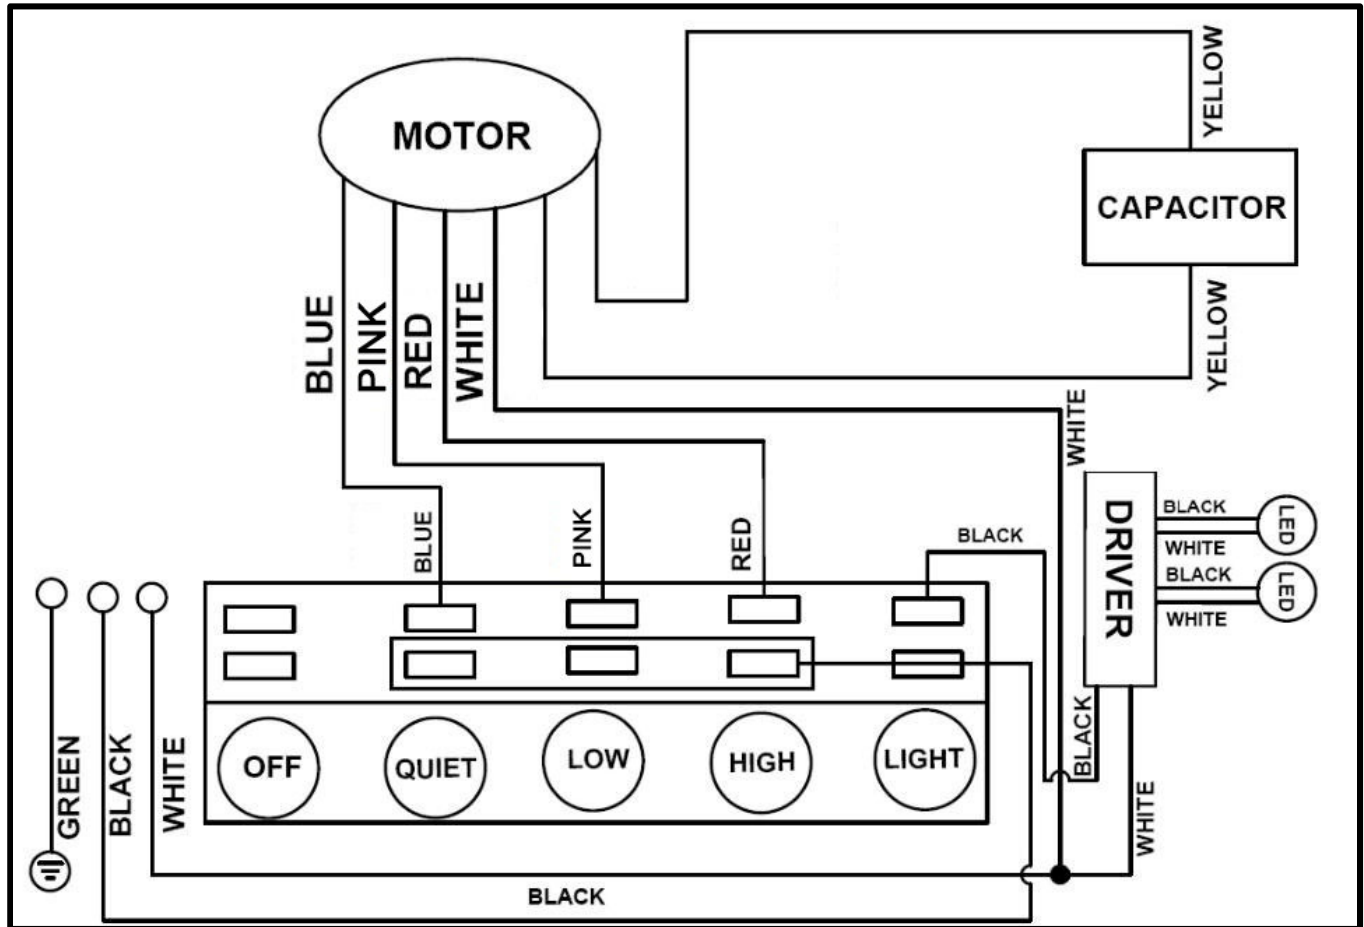 MOTOR
YELLOW
CAPACITOR
YELLOW
BLUE
PINK
RED
WHITE
WHITE
BLUE
PINK
RED
BLACK
DRIVER
BLACK
WHITE
LED
BLACK
WHITE
LED
GREEN
BLACK
WHITE
OFF
QUIET
LOW
HIGH
LIGHT
BLACK
WHITE
BLACK